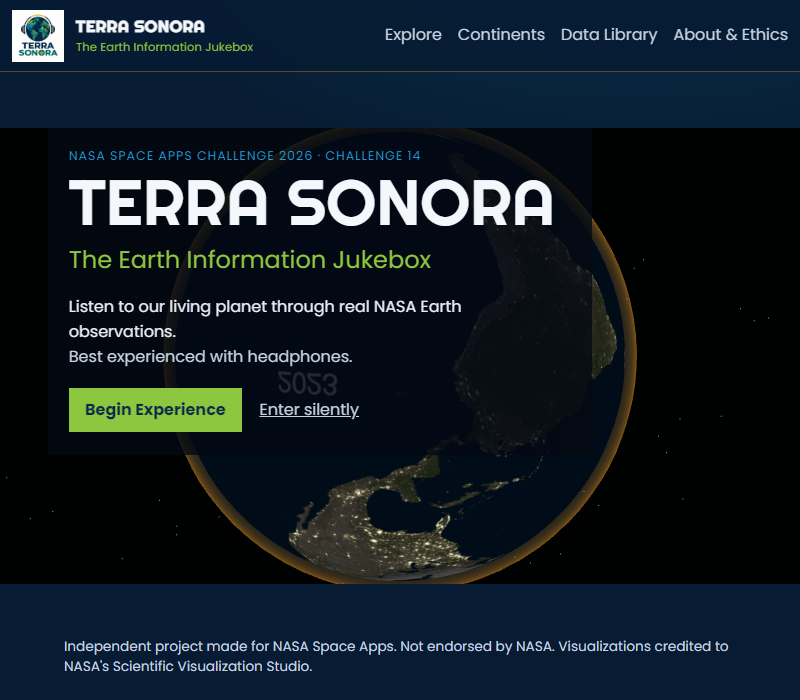 TERRA SONORA
TERRA SONORA
The Earth Information Jukebox
Explore Continents Data Library About & Ethics
NASA SPACE APPS CHALLENGE 2026 · CHALLENGE 14
TERRA SONORA
The Earth Information Jukebox
Listen to our living planet through real NASA Earth
observations.
Best experienced with headphones.
2023
Begin Experience Enter silently
Independent project made for NASA Space Apps. Not endorsed by NASA. Visualizations credited to
NASA's Scientific Visualization Studio.